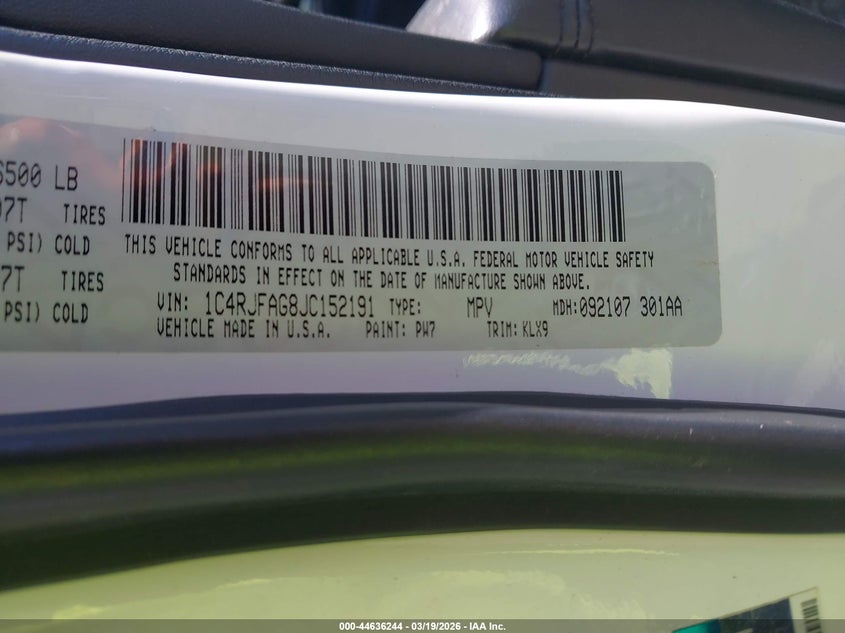 6500 LB
07T TIRES
PSI) COLD
7T TIRES
PSI) COLD
THIS VEHICLE CONFORMS TO ALL APPLICABLE U.S.A. FEDERAL MOTOR VEHICLE SAFETY
STANDARDS IN EFFECT ON THE DATE OF MANUFACTURE SHOWN ABOVE.
VIN: 1C4RJFAG8JC152191 TYPE: MPV MDH:092107 301AA
VEHICLE MADE IN U.S.A. PAINT: PW7 TRIM: KLX9
000-44636244 - 03/19/2026 - IAA Inc.